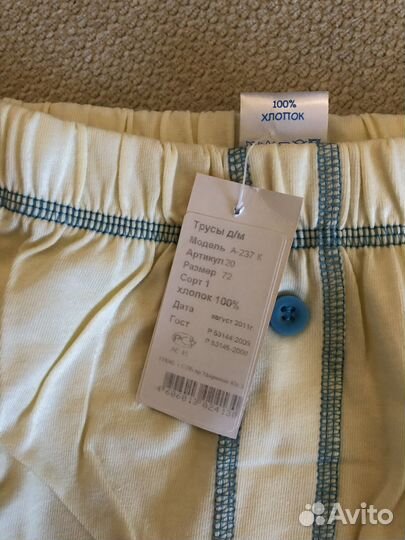 100%
ХЛОПОК
Трусы д/м
Модель А-237 К
Артикул 20
Размер 72
Сорт 1
хлопок 100%
Дата август 2011г
Гост Р 53144-2008
Р 53145-2008
Avito